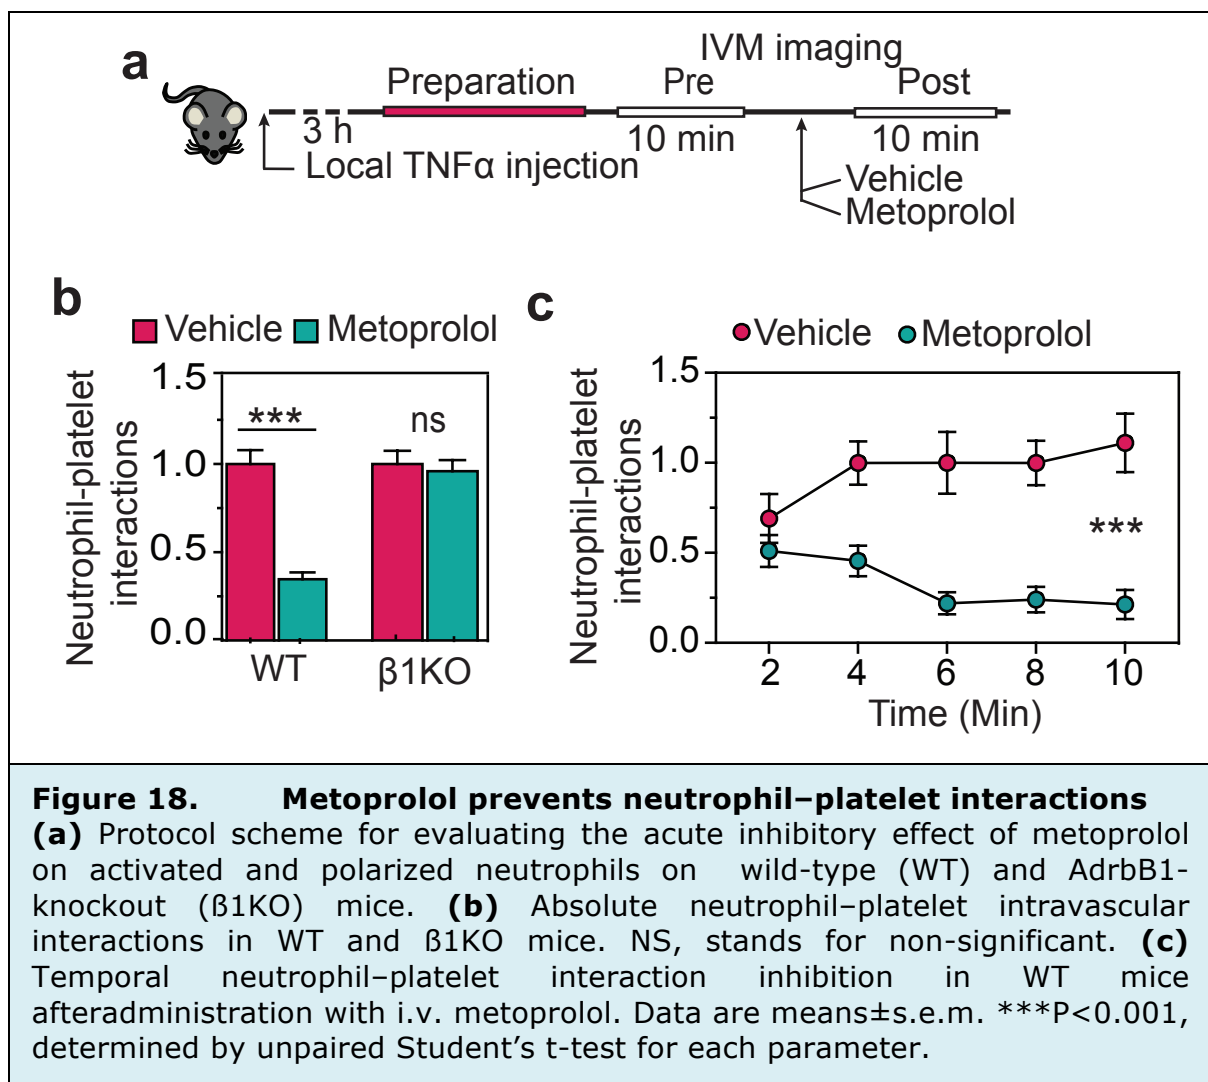 a
IVM imaging
Preparation
Pre
Post
3 h
10 min
10 min
Local TNFα injection
Vehicle
Metoprolol
b
Vehicle
Metoprolol
Neutrophil-platelet
interactions
1.5
1.0
0.5
0.0
***
ns
WT
β1KO
c
Vehicle
Metoprolol
Neutrophil-platelet
interactions
1.5
1.0
0.5
0.0
***
2 4 6 8 10
Time (Min)
Figure 18. Metoprolol prevents neutrophil–platelet interactions
(a) Protocol scheme for evaluating the acute inhibitory effect of metoprolol
on activated and polarized neutrophils on wild-type (WT) and AdrbB1-
knockout (ß1KO) mice. (b) Absolute neutrophil–platelet intravascular
interactions in WT and ß1KO mice. NS, stands for non-significant. (c)
Temporal neutrophil–platelet interaction inhibition in WT mice
afteradministration with i.v. metoprolol. Data are means±s.e.m. ***P<0.001,
determined by unpaired Student’s t-test for each parameter.